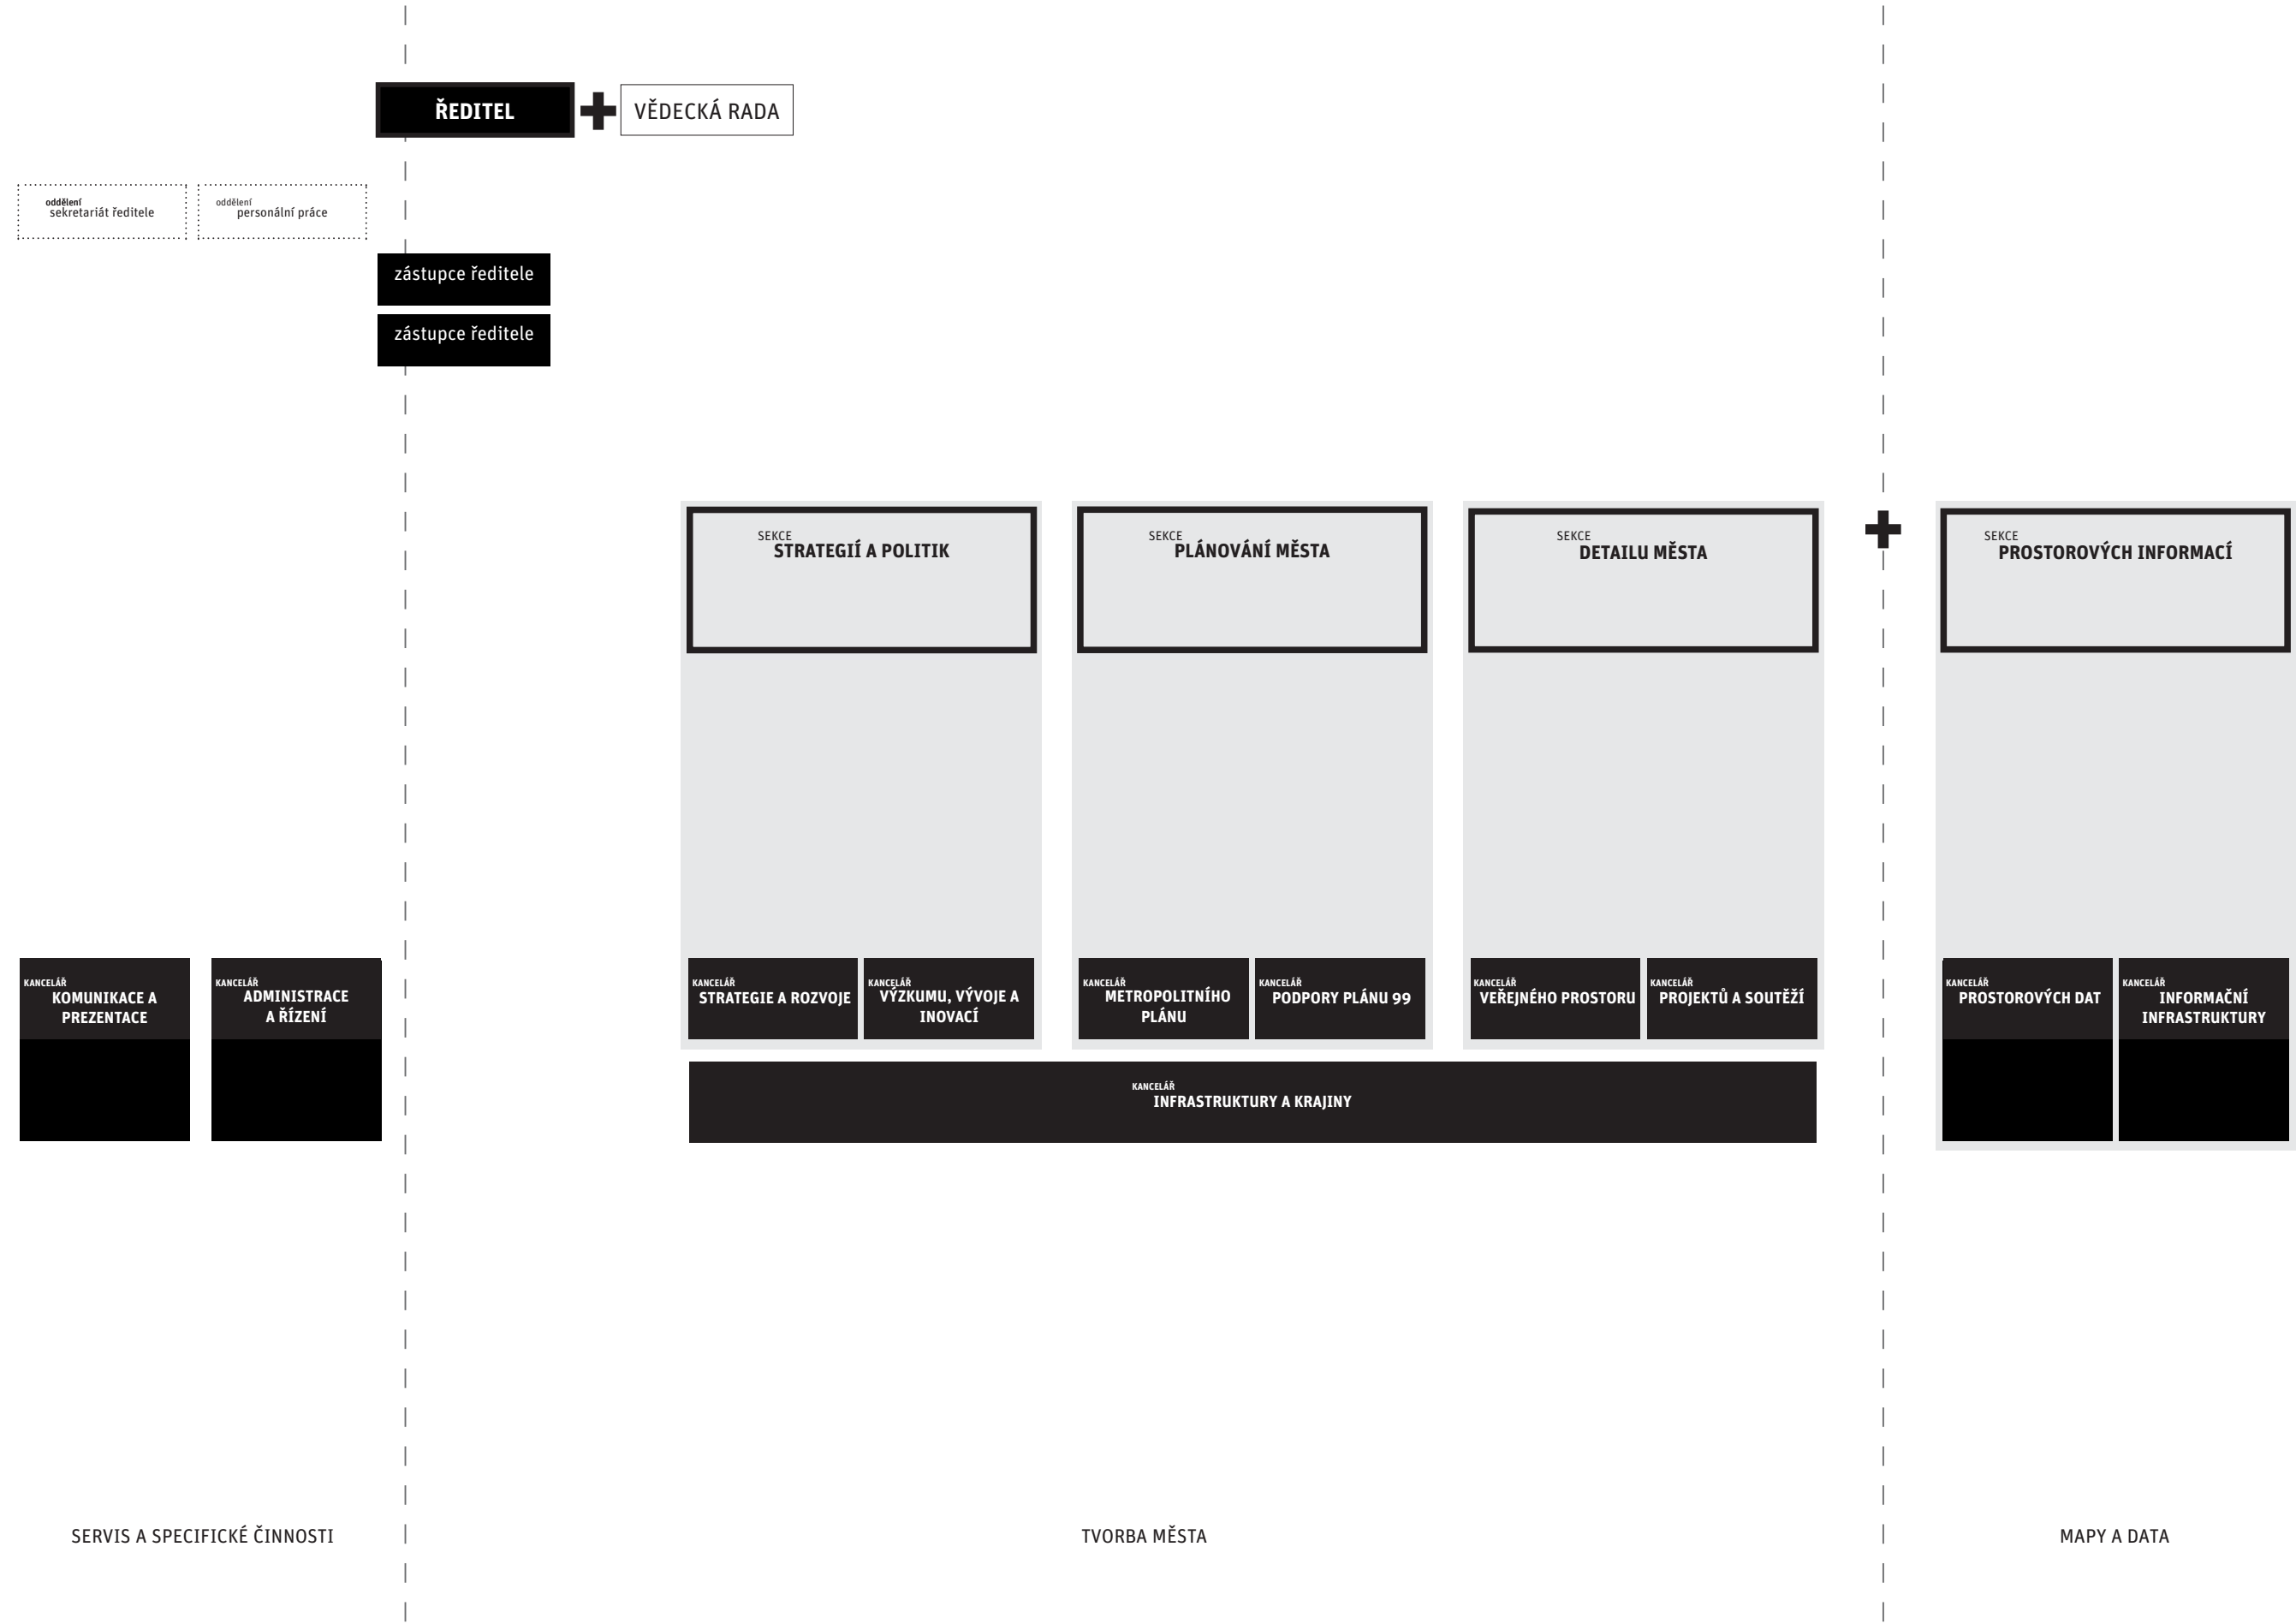 ŘEDITEL
VĚDECKÁ RADA
oddělení
sekretariát ředitele
oddělení
personální práce
zástupce ředitele
zástupce ředitele
SEKCE
STRATEGIÍ A POLITIK
SEKCE
PLÁNOVÁNÍ MĚSTA
SEKCE
DETAILU MĚSTA
SEKCE
PROSTOROVÝCH INFORMACÍ
KANCELÁŘ
KOMUNIKACE A
PREZENTACE
KANCELÁŘ
ADMINISTRACE
A ŘÍZENÍ
KANCELÁŘ
STRATEGIE A ROZVOJE
KANCELÁŘ
VÝZKUMU, VÝVOJE A
INOVACÍ
KANCELÁŘ
METROPOLITNÍHO
PLÁNU
KANCELÁŘ
PODPORY PLÁNU 99
KANCELÁŘ
VEŘEJNÉHO PROSTORU
KANCELÁŘ
PROJEKTŮ A SOUTĚŽÍ
KANCELÁŘ
PROSTOROVÝCH DAT
KANCELÁŘ
INFORMAČNÍ
INFRASTRUKTURY
KANCELÁŘ
INFRASTRUKTURY A KRAJINY
SERVIS A SPECIFICKÉ ČINNOSTI
TVORBA MĚSTA
MAPY A DATA